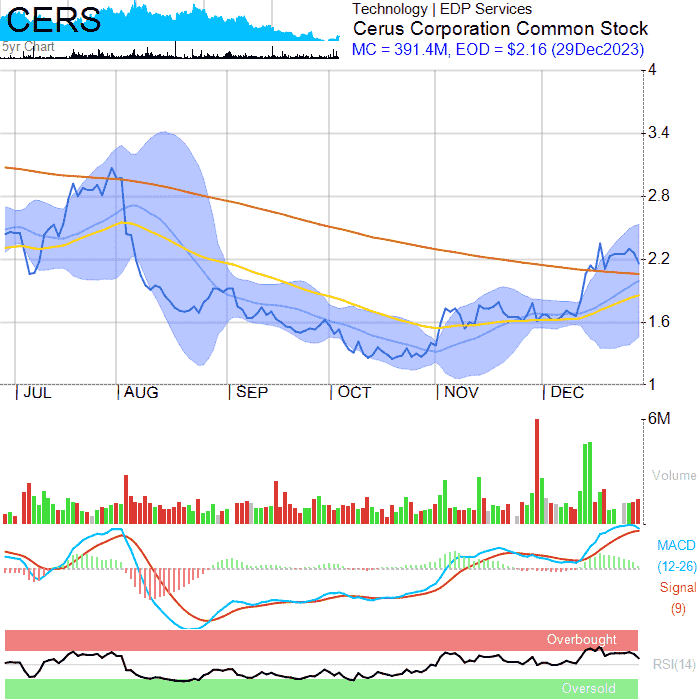 CERS
5yr Chart
Technology | EDP Services
Cerus Corporation Common Stock
MC = 391.4M, EOD = $2.16 (29Dec2023)
4
3.4
2.8
2.2
1.6
1
JUL AUG SEP OCT NOV DEC
6M
Volume
MACD
(12-26)
Signal
(9)
Overbought
RSI(14)
Oversold